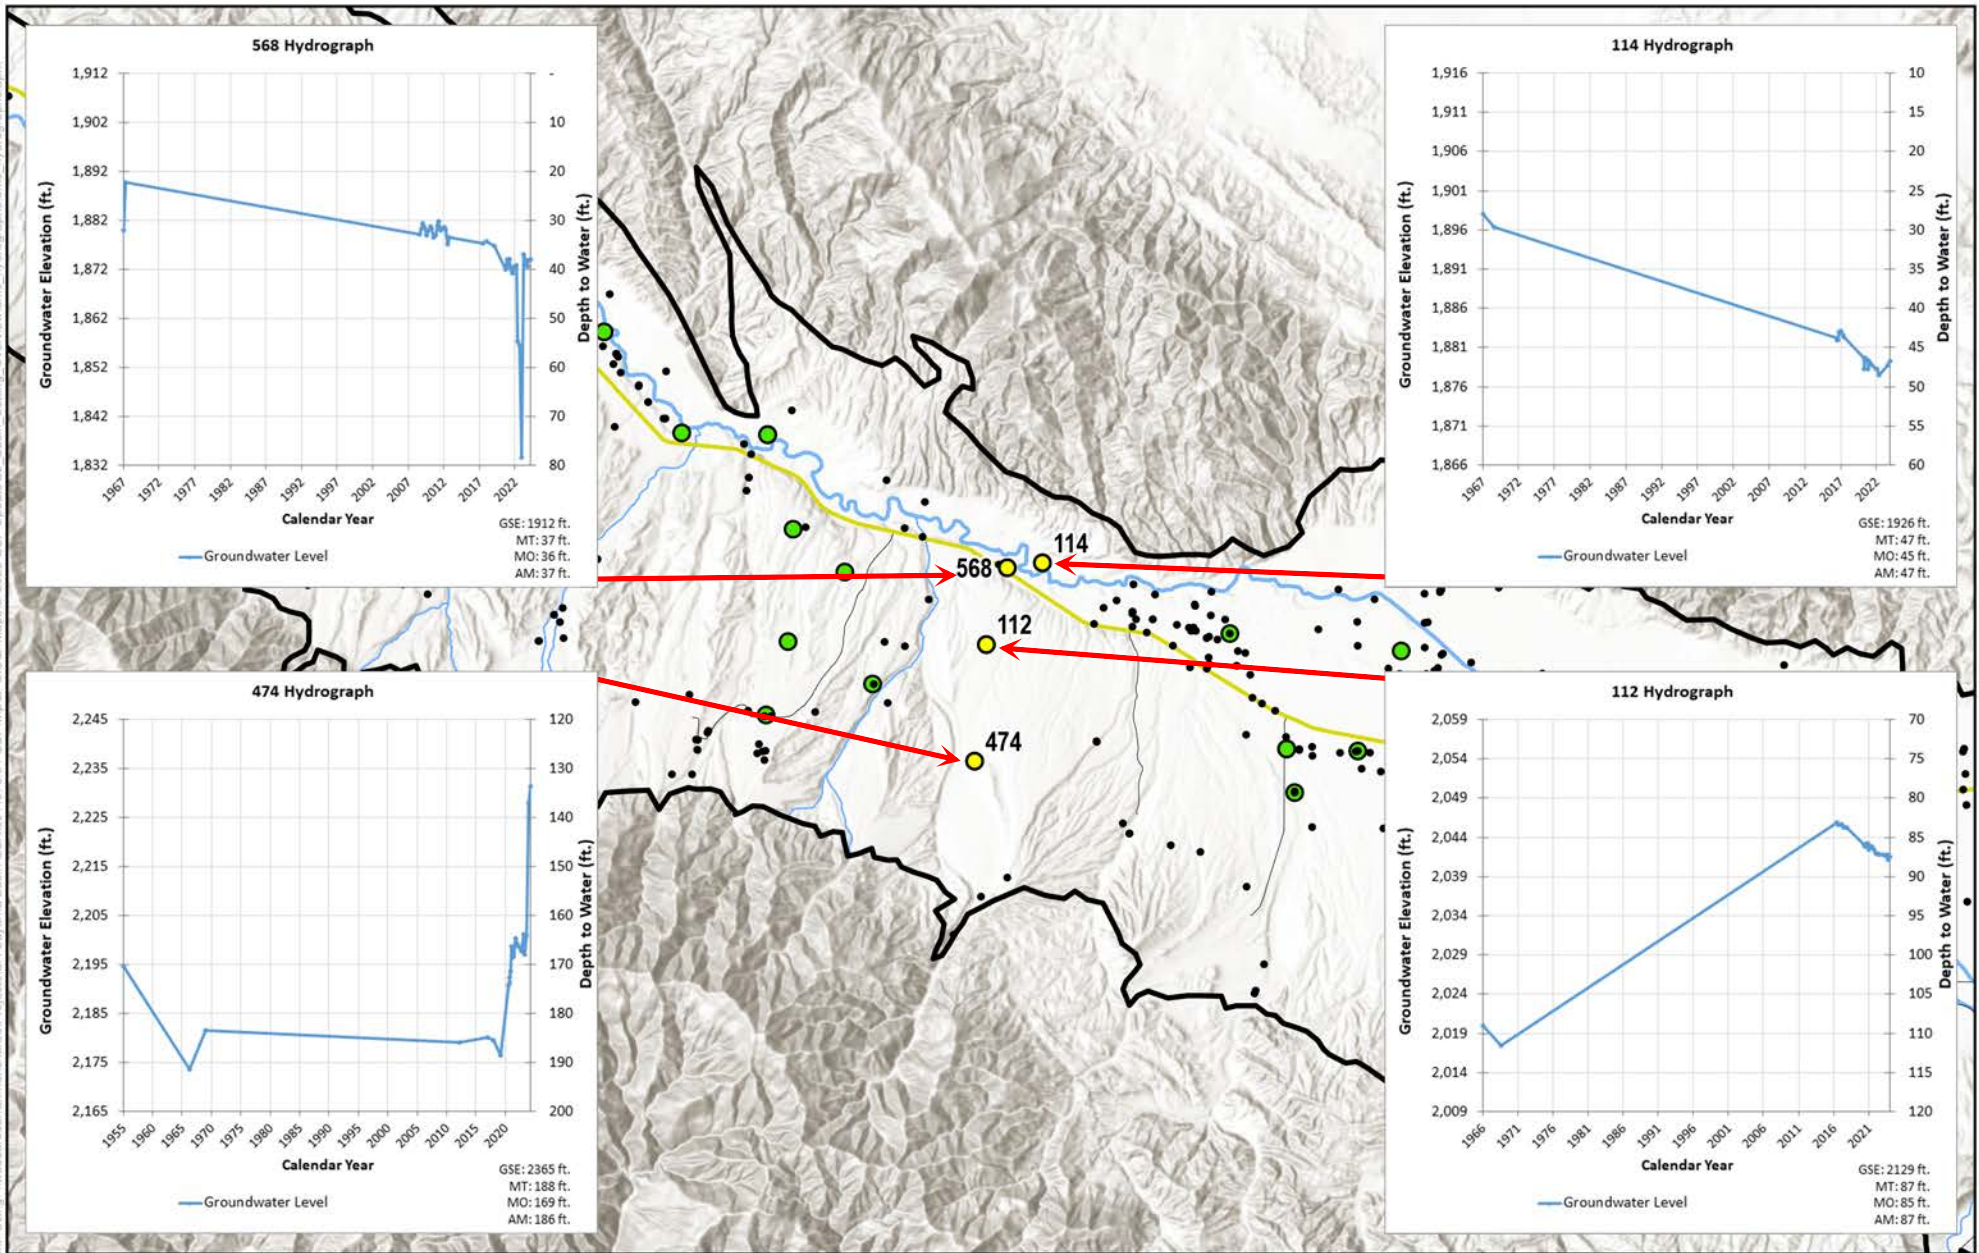 568 Hydrograph
1,912
1,902
1,892
1,882
1,872
1,862
1,852
1,842
1,832
-
10
20
30
40
50
60
70
80
Groundwater Elevation (ft.)
Depth to Water (ft.)
1967 1972 1977 1982 1987 1992 1997 2002 2007 2012 2017 2022
Calendar Year
Groundwater Level
GSE: 1912 ft.
MT: 37 ft.
MO: 36 ft.
AM: 37 ft.
114 Hydrograph
1,916
1,911
1,906
1,901
1,896
1,891
1,886
1,881
1,876
1,871
1,866
10
15
20
25
30
35
40
45
50
55
60
Groundwater Elevation (ft.)
Depth to Water (ft.)
1967 1972 1977 1982 1987 1992 1997 2002 2007 2012 2017 2022
Calendar Year
Groundwater Level
GSE: 1926 ft.
MT: 47 ft.
MO: 45 ft.
AM: 47 ft.
114
568
112
474
474 Hydrograph
2,245
2,235
2,225
2,215
2,205
2,195
2,185
2,175
2,165
120
130
140
150
160
170
180
190
200
Groundwater Elevation (ft.)
Depth to Water (ft.)
1955 1960 1965 1970 1975 1980 1985 1990 1995 2000 2005 2010 2015 2020
Calendar Year
Groundwater Level
GSE: 2365 ft.
MT: 188 ft.
MO: 169 ft.
AM: 186 ft.
112 Hydrograph
2,059
2,054
2,049
2,044
2,039
2,034
2,029
2,024
2,019
2,014
2,009
70
75
80
85
90
95
100
105
110
115
120
Groundwater Elevation (ft.)
Depth to Water (ft.)
1966 1971 1976 1981 1986 1991 1996 2001 2006 2011 2016 2021
Calendar Year
Groundwater Level
GSE: 2129 ft.
MT: 87 ft.
MO: 85 ft.
AM: 87 ft.